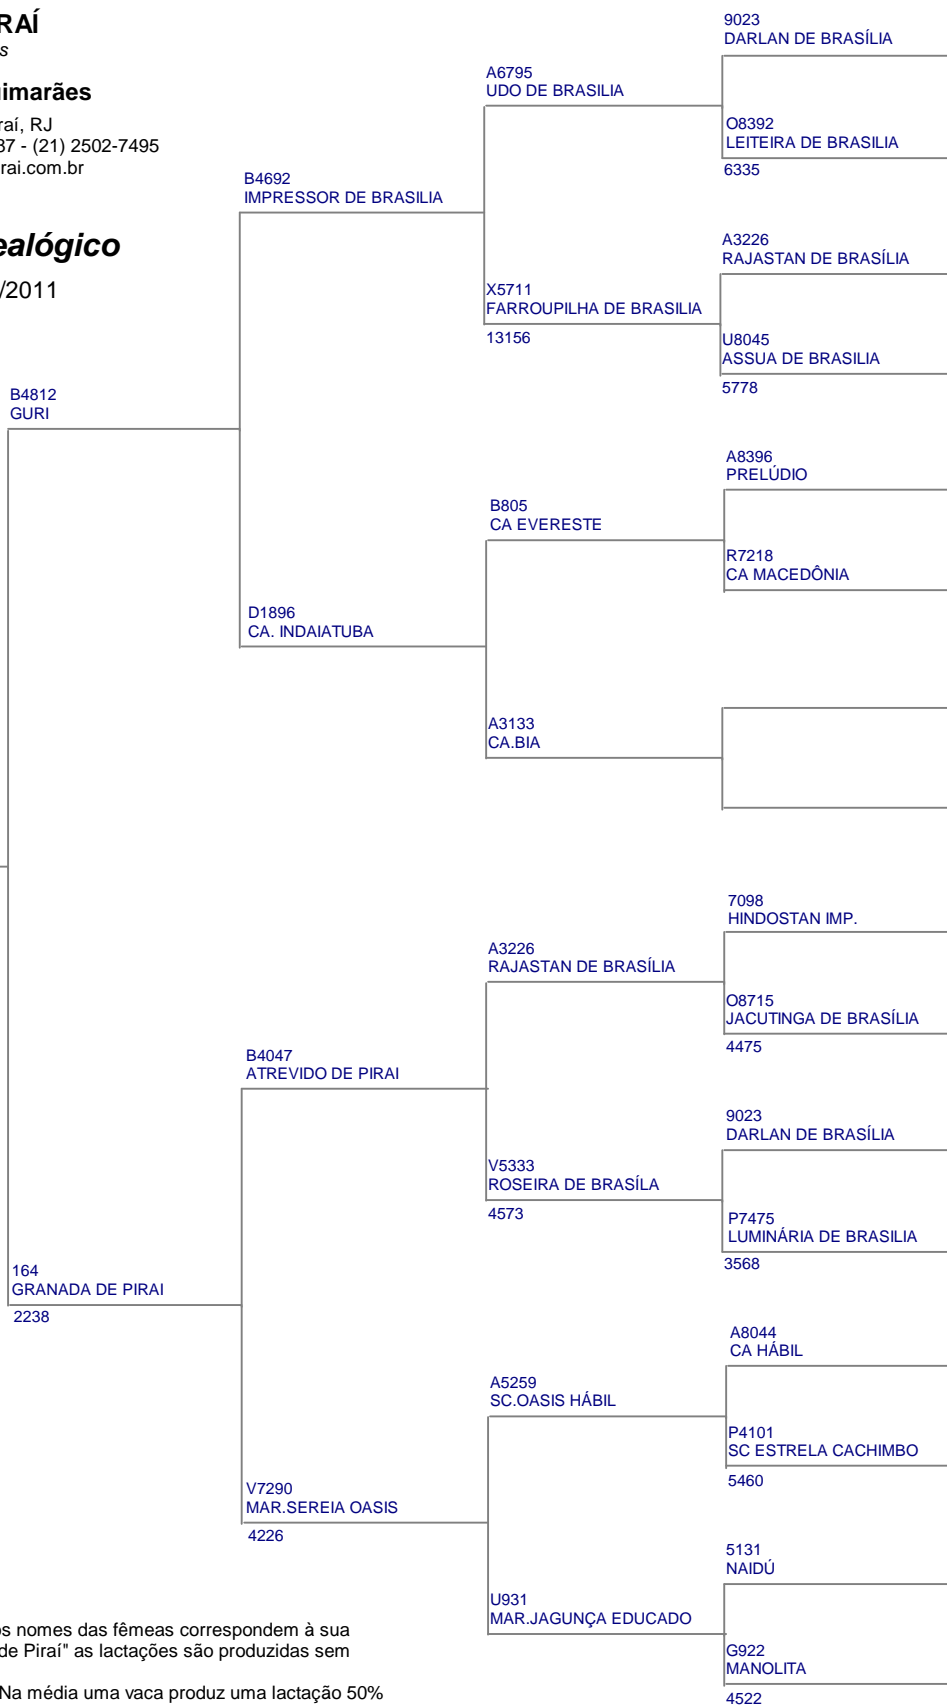 RAÍ
s
uimarães
raí, RJ
37 - (21) 2502-7495
rai.com.br
ealógico
/2011
9023
DARLAN DE BRASÍLIA
A6795
UDO DE BRASILIA
O8392
LEITEIRA DE BRASILIA
6335
B4692
IMPRESSOR DE BRASILIA
A3226
RAJASTAN DE BRASÍLIA
X5711
FARROUPILHA DE BRASILIA
13156
U8045
ASSUA DE BRASILIA
5778
B4812
GURI
A8396
PRELÚDIO
B805
CA EVERESTE
R7218
CA MACEDÔNIA
D1896
CA. INDAIATUBA
A3133
CA.BIA
7098
HINDOSTAN IMP.
A3226
RAJASTAN DE BRASÍLIA
O8715
JACUTINGA DE BRASÍLIA
4475
B4047
ATREVIDO DE PIRAI
9023
DARLAN DE BRASÍLIA
V5333
ROSEIRA DE BRASÍLA
4573
P7475
LUMINÁRIA DE BRASILIA
3568
164
GRANADA DE PIRAI
2238
A8044
CA HÁBIL
A5259
SC.OASIS HÁBIL
P4101
SC ESTRELA CACHIMBO
5460
V7290
MAR.SEREIA OASIS
4226
5131
NAIDÚ
U931
MAR.JAGUNÇA EDUCADO
G922
MANOLITA
4522
s nomes das fêmeas correspondem à sua
de Piraí" as lactações são produzidas sem
Na média uma vaca produz uma lactação 50%